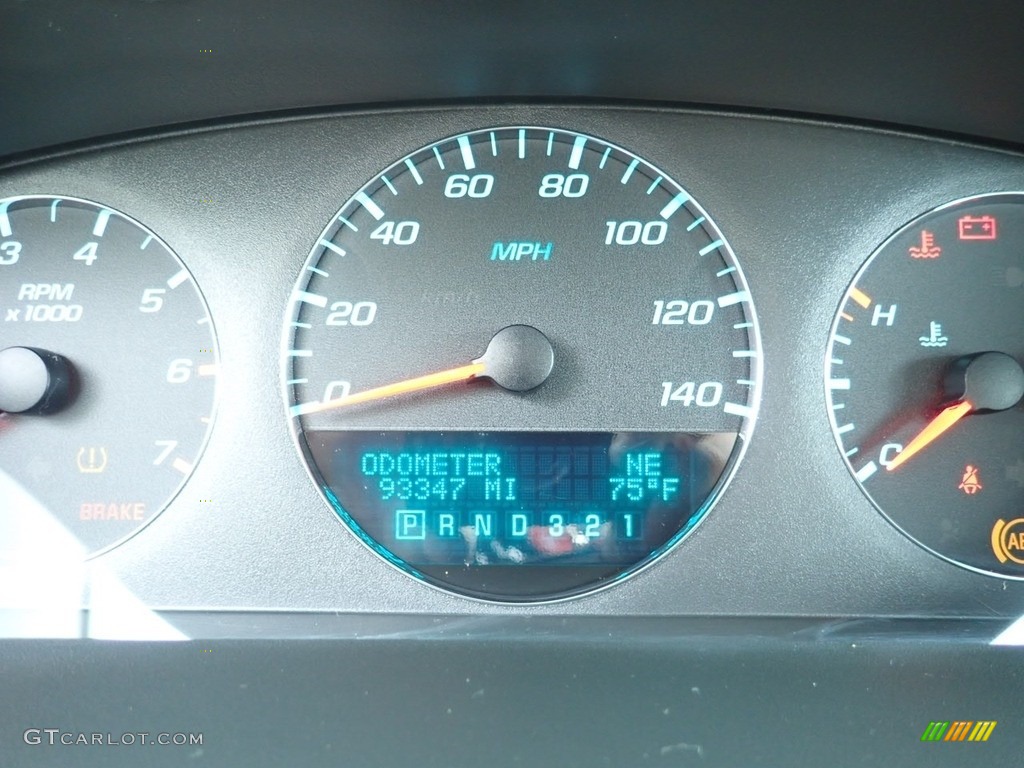 3 4 5 6 7
RPM
x1000
BRAKE
0 20 40 60 80 100 120 140
MPH
km/h
ODOMETER NE
93347 MI 75°F
P R N D 3 2 1
H
C
GTCARLOT.COM